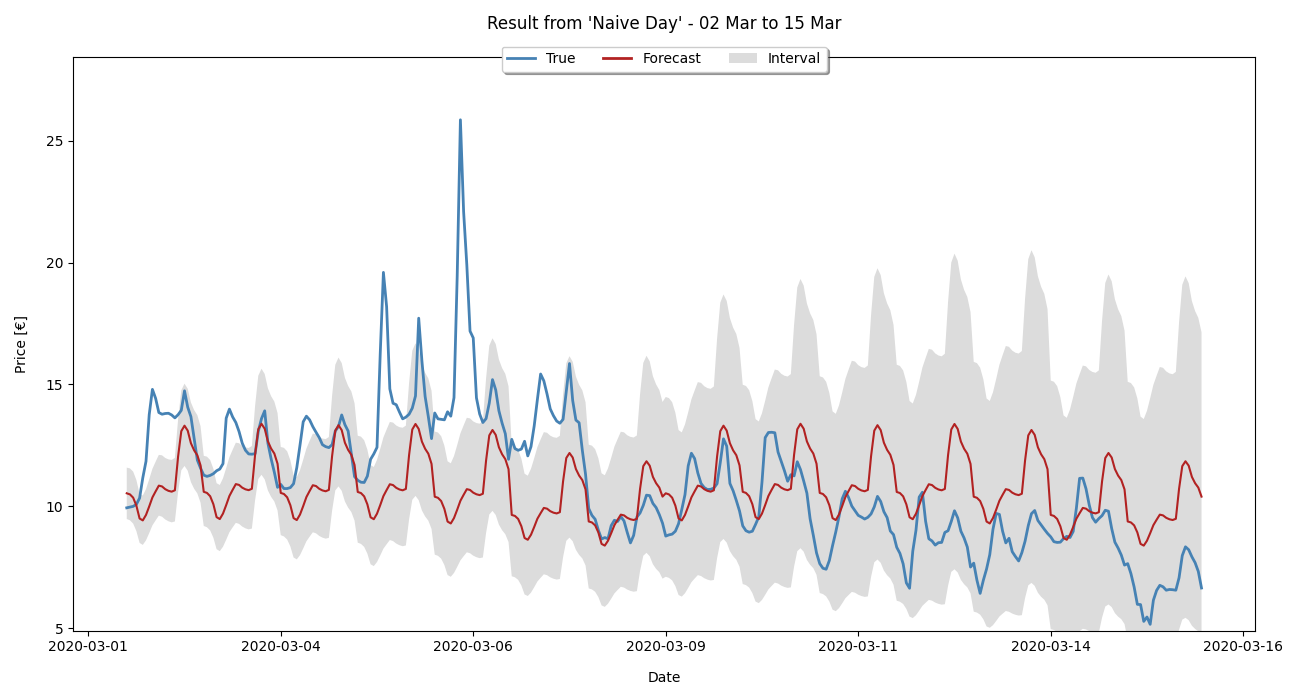 Result from 'Naive Day' - 02 Mar to 15 Mar
True Forecast Interval
Price [€]
25
20
15
10
5
2020-03-01 2020-03-04 2020-03-06 2020-03-09 2020-03-11 2020-03-14 2020-03-16
Date